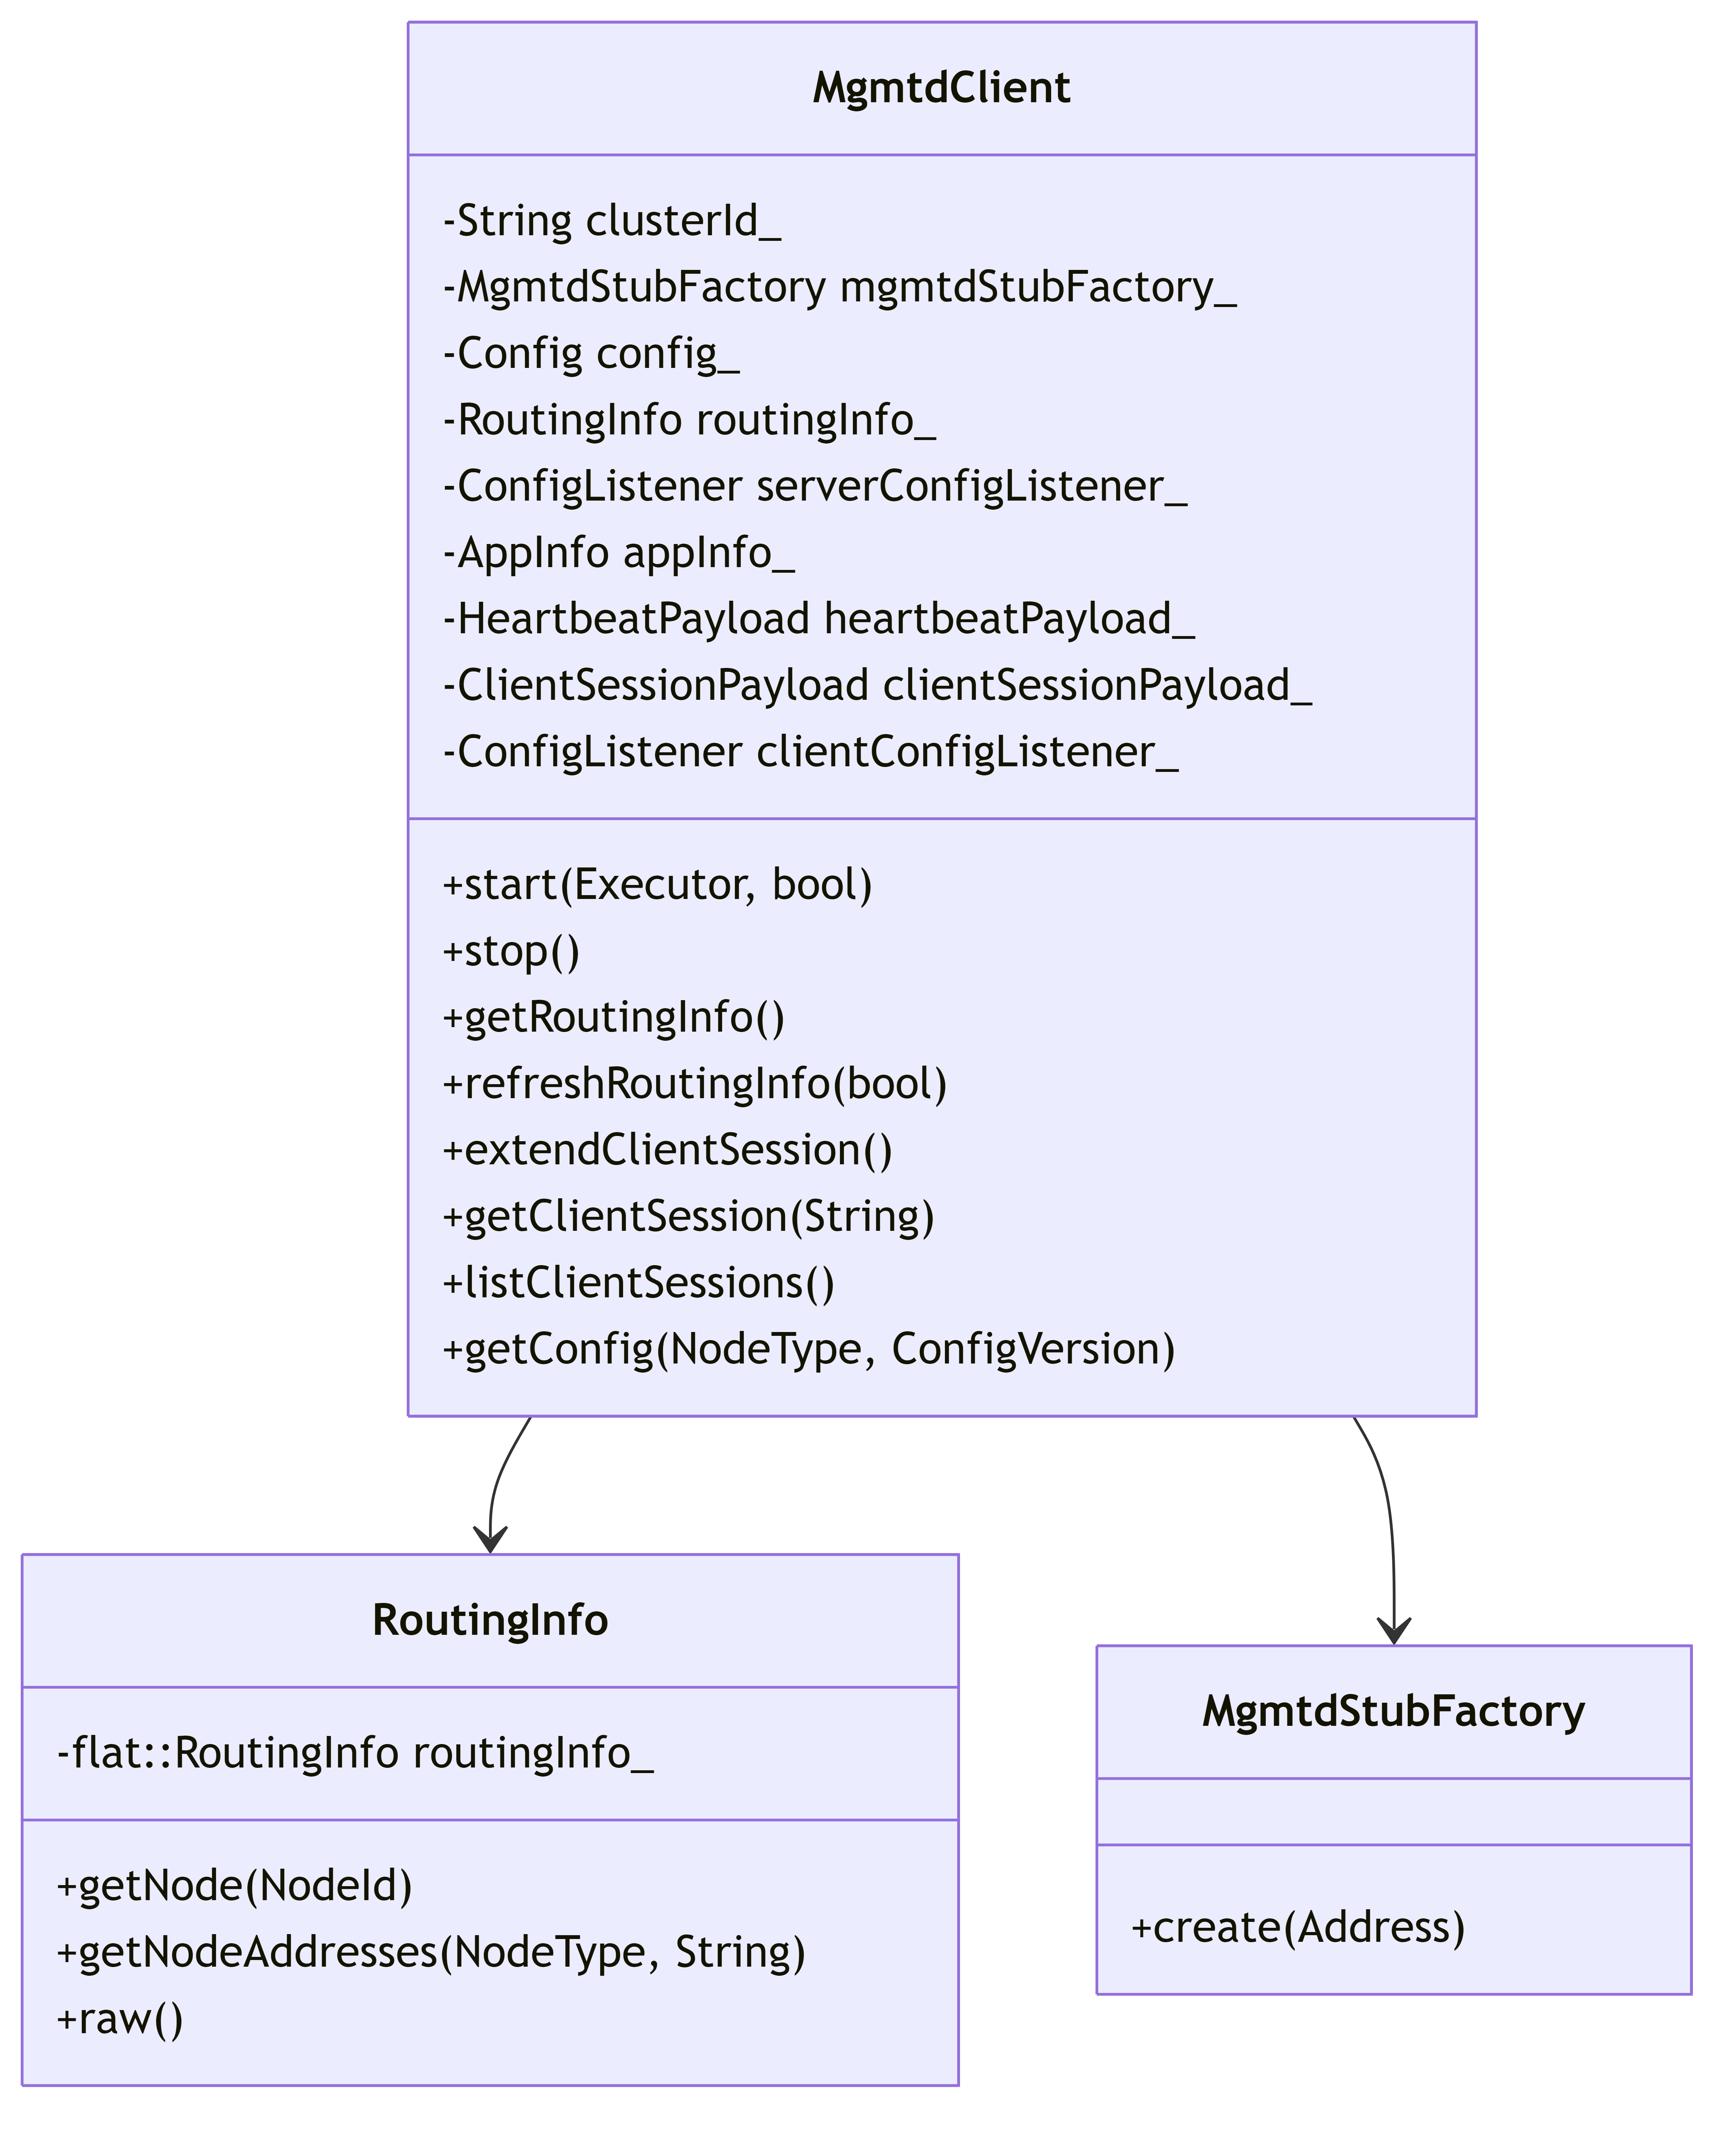 MgmtdClient
-String clusterId_
-MgmtdStubFactory mgmtdStubFactory_
-Config config_
-RoutingInfo routingInfo_
-ConfigListener serverConfigListener_
-AppInfo appInfo_
-HeartbeatPayload heartbeatPayload_
-ClientSessionPayload clientSessionPayload_
-ConfigListener clientConfigListener_
+start(Executor, bool)
+stop()
+getRoutingInfo()
+refreshRoutingInfo(bool)
+extendClientSession()
+getClientSession(String)
+listClientSessions()
+getConfig(NodeType, ConfigVersion)
RoutingInfo
-flat::RoutingInfo routingInfo_
+getNode(NodeId)
+getNodeAddresses(NodeType, String)
+raw()
MgmtdStubFactory
+create(Address)